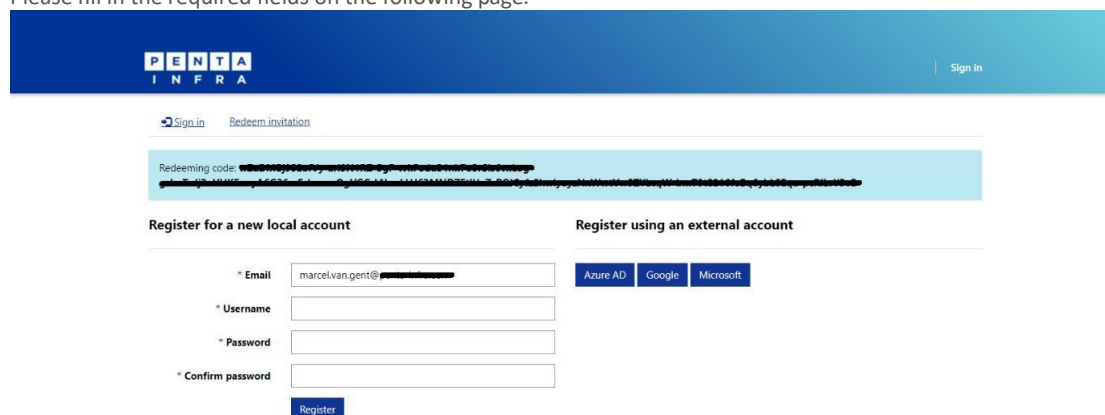 Please fill in the required fields on the following page.
PENTA
INFRA
Sign in
Sign in Redeem invitation
Redeeming code:
Register for a new local account
Register using an external account
* Email marcel.van.gent@
Azure AD Google Microsoft
* Username
* Password
* Confirm password
Register